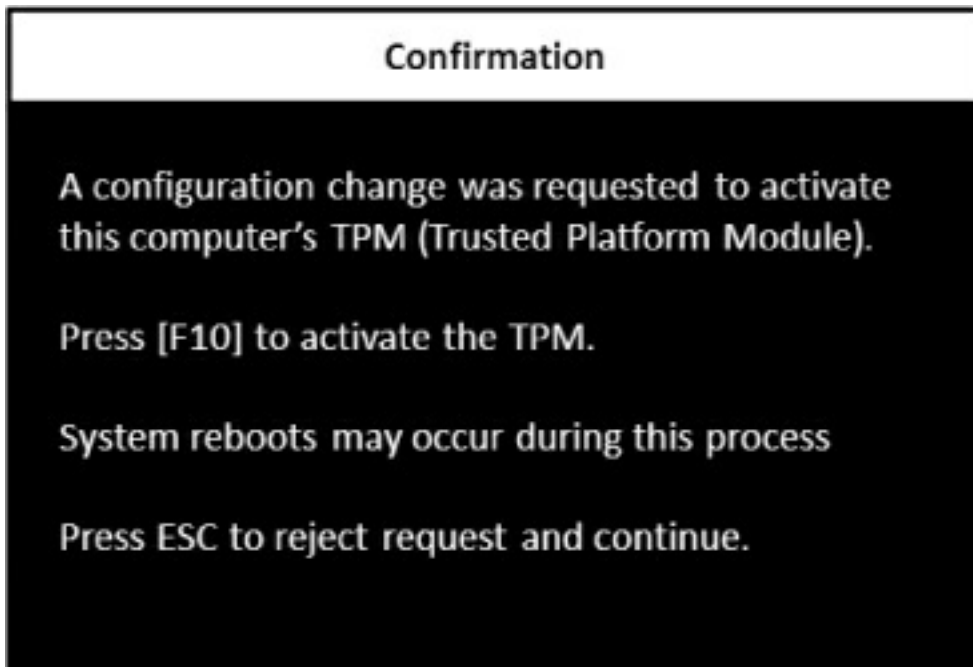 Confirmation
A configuration change was requested to activate
this computer’s TPM (Trusted Platform Module).
Press [F10] to activate the TPM.
System reboots may occur during this process
Press ESC to reject request and continue.